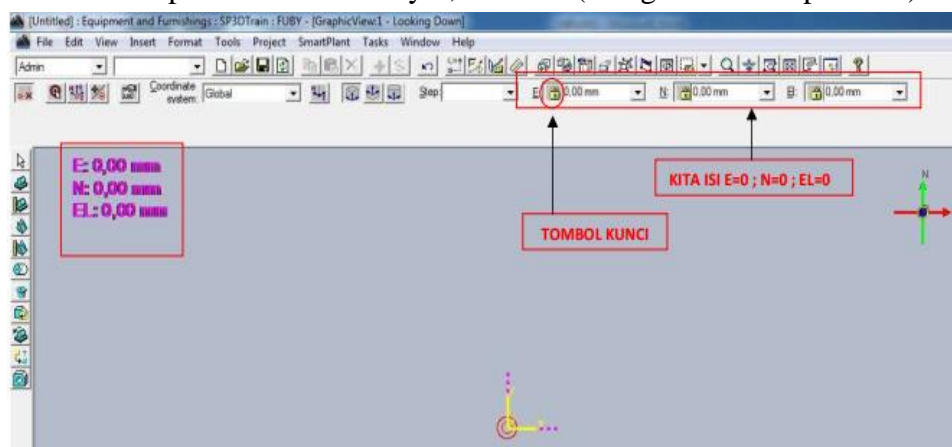 [Untitled] : Equipment and Furnishings : SP3DTrain : FUBY - [GraphicView:1 - Looking Down]
File Edit View Insert Format Tools Project SmartPlant Tasks Window Help
Admin
Coordinate system: Global Step: E: 0,00 mm N: 0,00 mm El: 0,00 mm
E: 0,00 mm
N: 0,00 mm
EL: 0,00 mm
KITA ISI E=0 ; N=0 ; EL=0
N
TOMBOL KUNCI